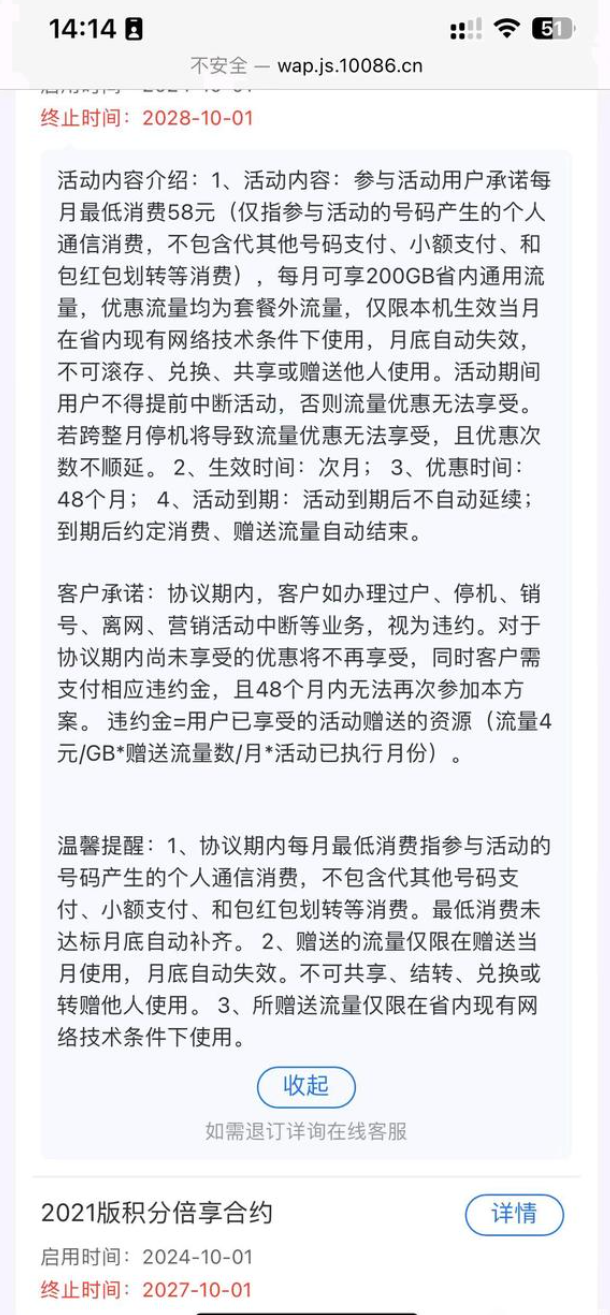 14:14
51
不安全 — wap.js.10086.cn
终止时间：2028-10-01
活动内容介绍：1、活动内容：参与活动用户承诺每
月最低消费58元（仅指参与活动的号码产生的个人
通信消费，不包含代其他号码支付、小额支付、和
包红包划转等消费），每月可享200GB省内通用流
量，优惠流量均为套餐外流量，仅限本机生效当月
在省内现有网络技术条件下使用，月底自动失效，
不可滚存、兑换、共享或赠送他人使用。活动期间
用户不得提前中断活动，否则流量优惠无法享受。
若跨整月停机将导致流量优惠无法享受，且优惠次
数不顺延。 2、生效时间：次月； 3、优惠时间：
48个月； 4、活动到期：活动到期后不自动延续；
到期后约定消费、赠送流量自动结束。
客户承诺：协议期内，客户如办理过户、停机、销
号、离网、营销活动中断等业务，视为违约。对于
协议期内尚未享受的优惠将不再享受，同时客户需
支付相应违约金，且48个月内无法再次参加本方
案。 违约金=用户已享受的活动赠送的资源（流量4
元/GB*赠送流量数/月*活动已执行月份）。
温馨提醒：1、协议期内每月最低消费指参与活动的
号码产生的个人通信消费，不包含代其他号码支
付、小额支付、和包红包划转等消费。最低消费未
达标月底自动补齐。 2、赠送的流量仅限在赠送当
月使用，月底自动失效。不可共享、结转、兑换或
转赠他人使用。 3、所赠送流量仅限在省内现有网
络技术条件下使用。
收起
如需退订详询在线客服
2021版积分倍享合约
详情
启用时间：2024-10-01
终止时间：2027-10-01